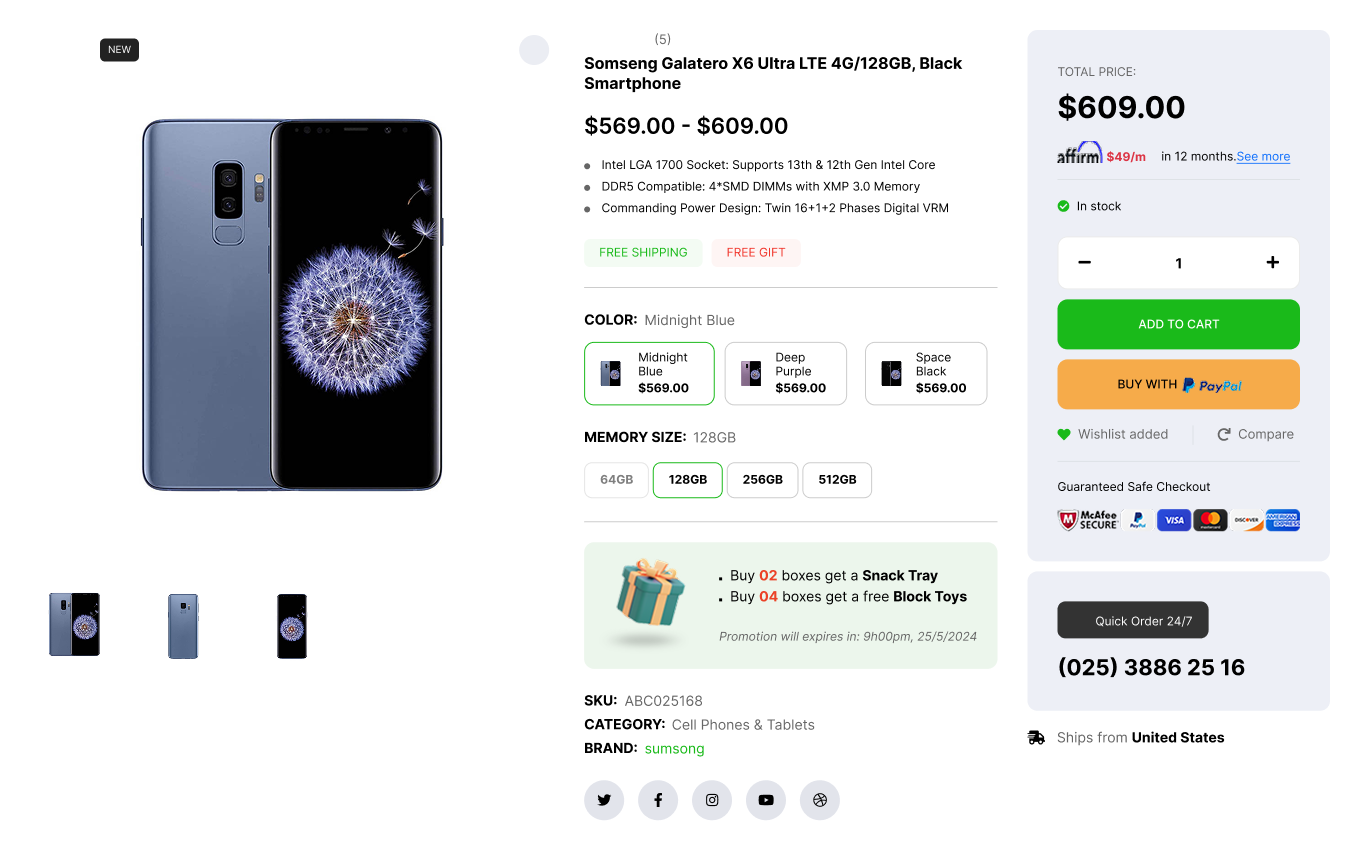 NEW
(5)
Somseng Galatero X6 Ultra LTE 4G/128GB, Black
Smartphone
$569.00 - $609.00
Intel LGA 1700 Socket: Supports 13th & 12th Gen Intel Core
DDR5 Compatible: 4*SMD DIMMs with XMP 3.0 Memory
Commanding Power Design: Twin 16+1+2 Phases Digital VRM
FREE SHIPPING FREE GIFT
COLOR: Midnight Blue
Midnight
Blue
$569.00
Deep
Purple
$569.00
Space
Black
$569.00
MEMORY SIZE: 128GB
64GB 128GB 256GB 512GB
Buy 02 boxes get a Snack Tray
Buy 04 boxes get a free Block Toys
Promotion will expires in: 9h00pm, 25/5/2024
SKU: ABC025168
CATEGORY: Cell Phones & Tablets
BRAND: sumsong
TOTAL PRICE:
$609.00
affirm $49/m in 12 months.See more
In stock
1
ADD TO CART
BUY WITH PayPal
Wishlist added Compare
Guaranteed Safe Checkout
McAfee
SECURE
PayPal
VISA
mastercard
DISCOVER
AMERICAN
EXPRESS
Quick Order 24/7
(025) 3886 25 16
Ships from United States